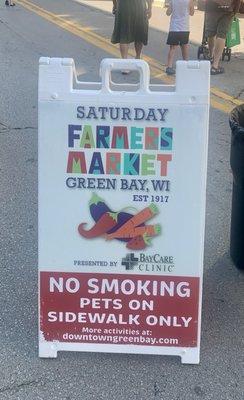 SATURDAY
FARMERS
MARKET
GREEN BAY, WI
EST 1917
PRESENTED BY BAYCARE
CLINIC
NO SMOKING
PETS ON
SIDEWALK ONLY
More activities at:
downtowngreenbay.com